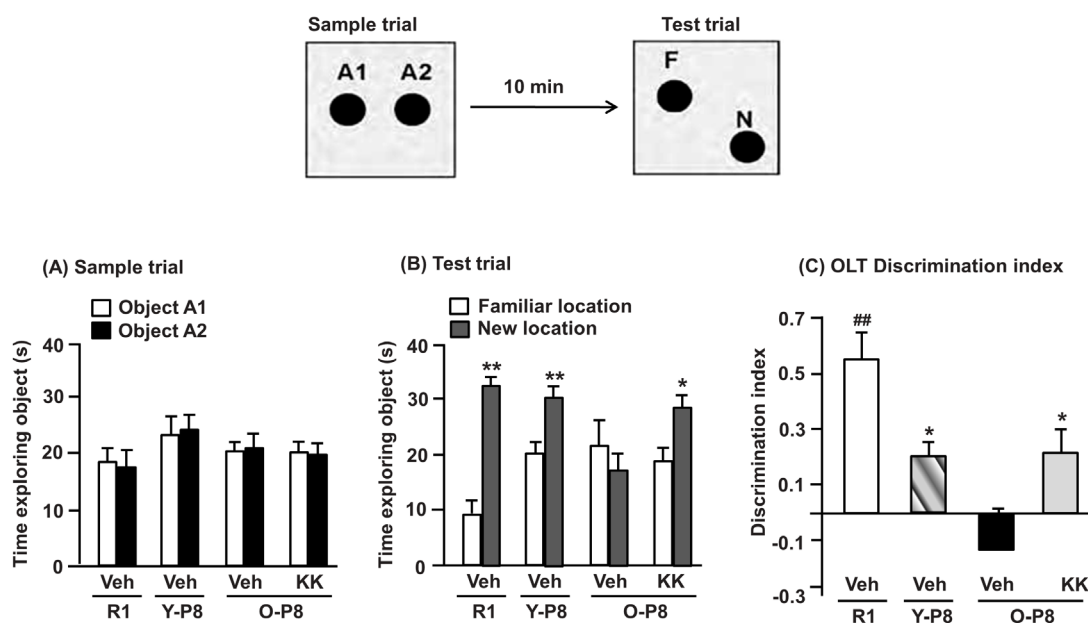 Sample trial
Test trial
A1 A2
10 min
F
N
(A) Sample trial
Object A1
Object A2
Time exploring object (s)
40
30
20
10
0
Veh Veh Veh KK
R1 Y-P8 O-P8
(B) Test trial
Familiar location
New location
Time exploring object (s)
40
30
20
10
0
** ** *
Veh Veh Veh KK
R1 Y-P8 O-P8
(C) OLT Discrimination index
Discrimination index
0.7
0.5
0.3
0.1
-0.1
-0.3
## * *
Veh Veh Veh KK
R1 Y-P8 O-P8